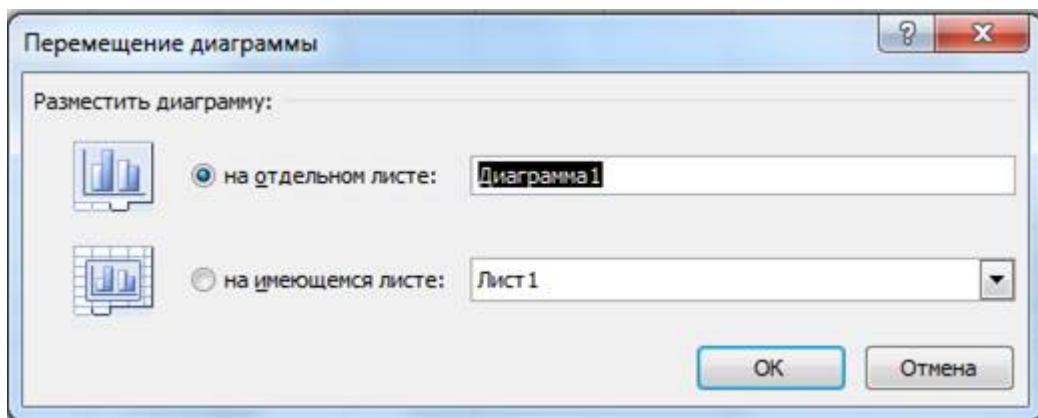 Перемещение диаграммы
Разместить диаграмму:
на отдельном листе: Диаграмма1
на имеющемся листе: Лист1
ОК Отмена